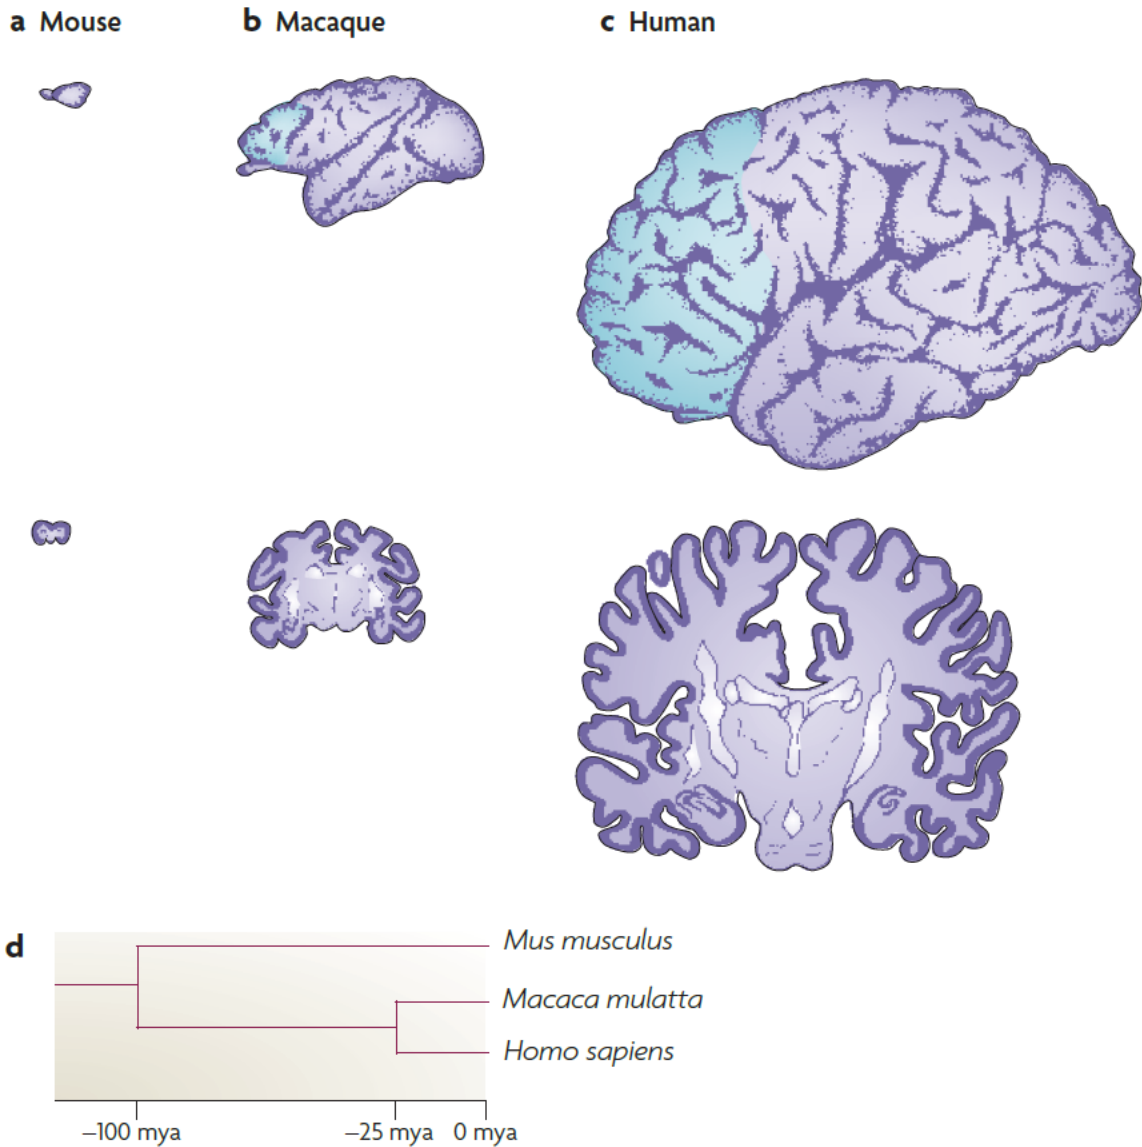 a Mouse
b Macaque
c Human
d
Mus musculus
Macaca mulatta
Homo sapiens
–100 mya
–25 mya
0 mya